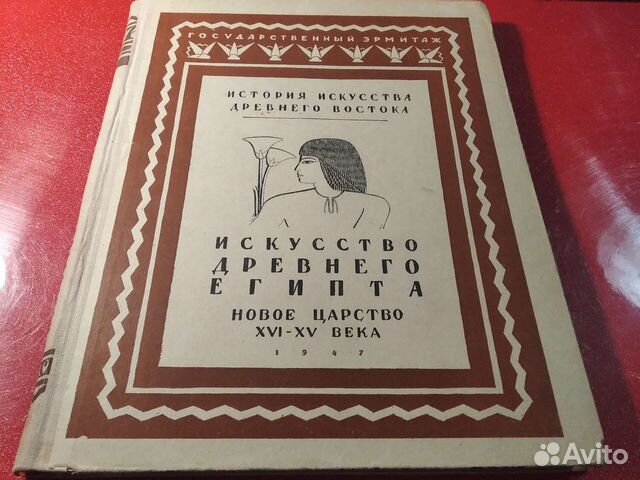 ГОСУДАРСТВЕННЫЙ ЭРМИТАЖ
ИСТОРИЯ ИСКУССТВА
ДРЕВНЕГО ВОСТОКА
ИСКУССТВО
ДРЕВНЕГО
ЕГИПТА
НОВОЕ ЦАРСТВО
XVI-XV ВЕКА
1947
Avito